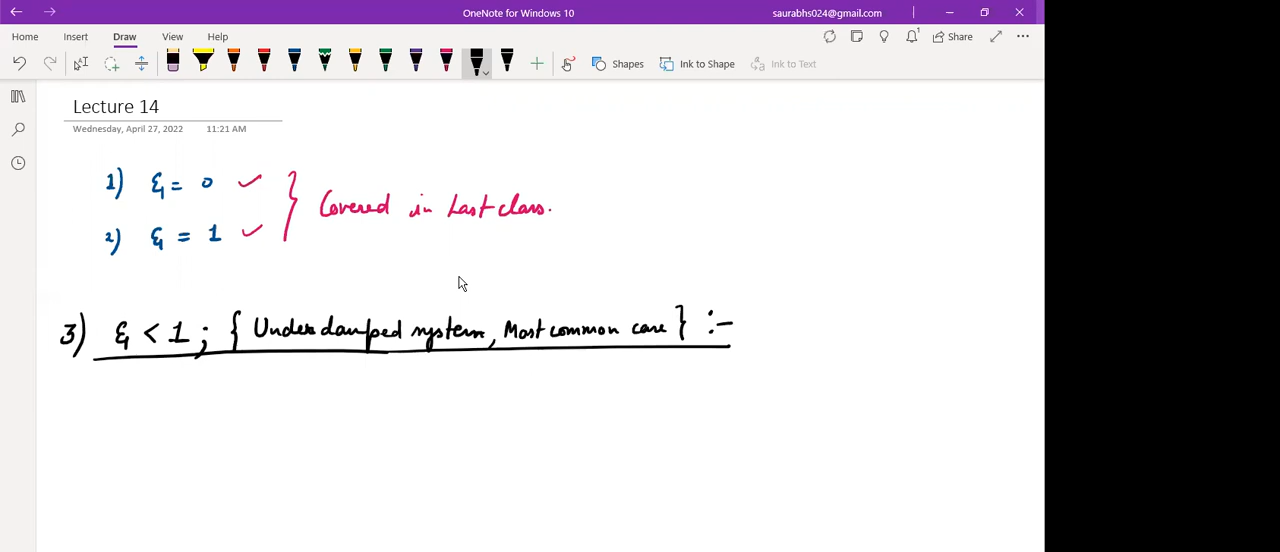 OneNote for Windows 10
saurabhs024@gmail.com
Home Insert Draw View Help
Share
Shapes
Ink to Shape
Ink to Text
Lecture 14
Wednesday, April 27, 2022 11:21 AM
1) ξ = 0 ✓
2) ξ = 1 ✓
} Covered in Last class.
3) ξ < 1 ; { Underdamped system, Most common case } :-